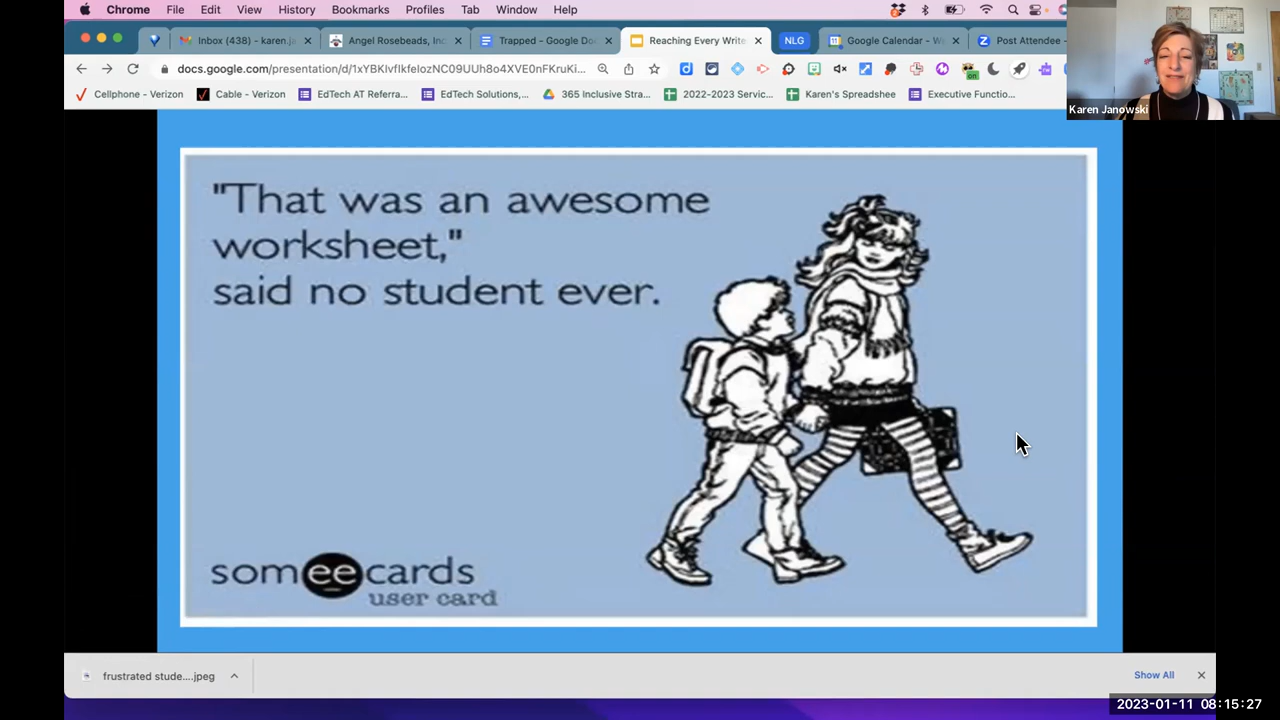 Chrome File Edit View History Bookmarks Profiles Tab Window Help
Inbox (438) - karen.ja
Angel Rosebeads, Inc
Trapped - Google Do
Reaching Every Write
NLG
Google Calendar - W
Post Attendee -
docs.google.com/presentation/d/
on
Cellphone - Verizon
Cable - Verizon
EdTech AT Referra...
EdTech Solutions,...
365 Inclusive Stra...
2022-2023 Servic...
Karen's Spreadshee
Executive Functio...
Karen Janowski
"That was an awesome
worksheet,"
said no student ever.
someecards
user card
frustrated stude....jpeg
Show All
2023-01-11 08:15:27